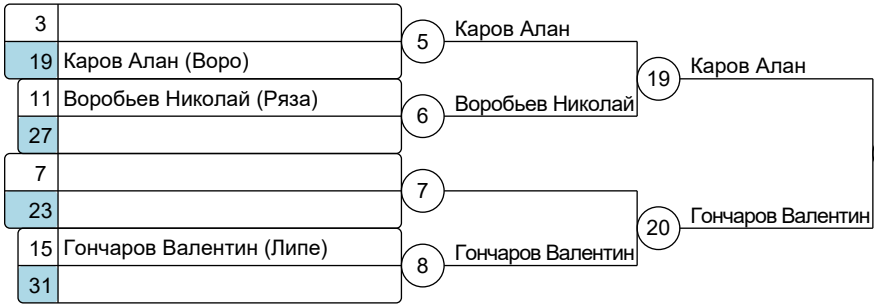 3
5 Каров Алан
19 Каров Алан (Воро)
19 Каров Алан
11 Воробьев Николай (Ряза)
6 Воробьев Николай
27
7
7
23
20 Гончаров Валентин
15 Гончаров Валентин (Липе)
8 Гончаров Валентин
31